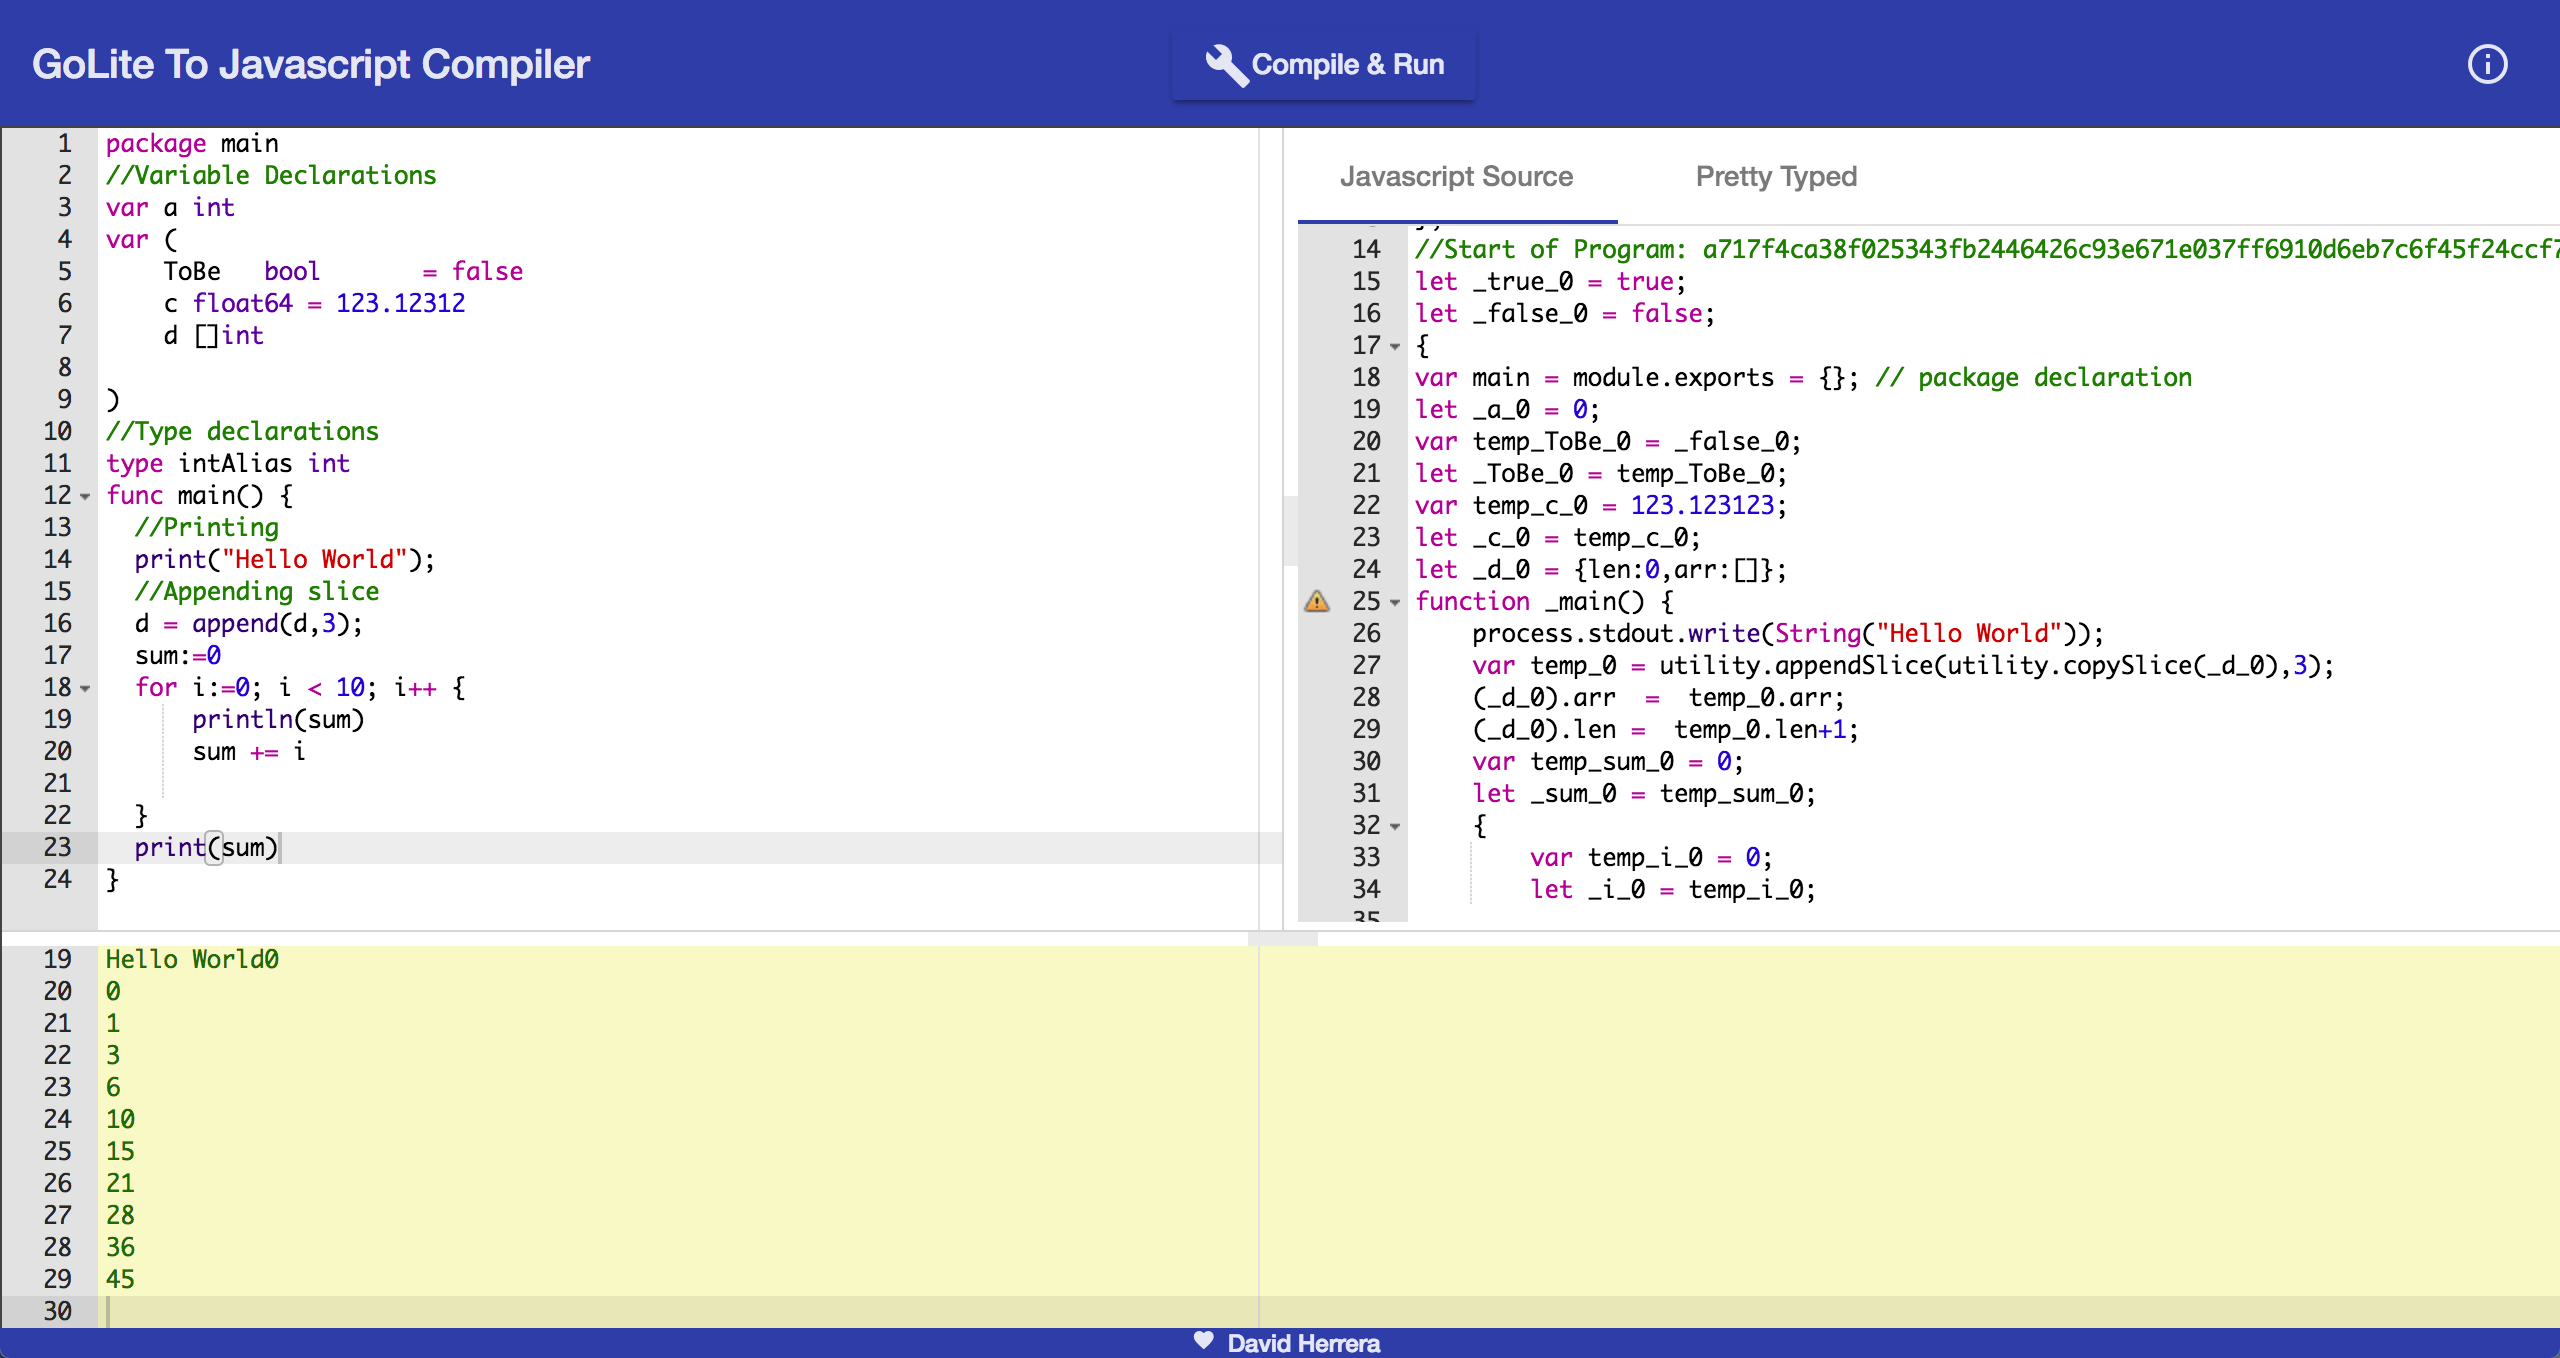 GoLite To Javascript Compiler
Compile & Run
1 package main
2 //Variable Declarations
3 var a int
4 var (
5     ToBe   bool       = false
6     c float64 = 123.12312
7     d []int
8
9 )
10 //Type declarations
11 type intAlias int
12 func main() {
13   //Printing
14   print("Hello World");
15   //Appending slice
16   d = append(d,3);
17   sum:=0
18   for i:=0; i < 10; i++ {
19       println(sum)
20       sum += i
21
22   }
23   print(sum)
24 }
Javascript Source
Pretty Typed
14 //Start of Program: a717f4ca38f025343fb2446426c93e671e037ff6910d6eb7c6f45f24ccf7
15 let _true_0 = true;
16 let _false_0 = false;
17 {
18 var main = module.exports = {}; // package declaration
19 let _a_0 = 0;
20 var temp_ToBe_0 = _false_0;
21 let _ToBe_0 = temp_ToBe_0;
22 var temp_c_0 = 123.123123;
23 let _c_0 = temp_c_0;
24 let _d_0 = {len:0,arr:[]};
25 function _main() {
26     process.stdout.write(String("Hello World"));
27     var temp_0 = utility.appendSlice(utility.copySlice(_d_0),3);
28     (_d_0).arr  =  temp_0.arr;
29     (_d_0).len =  temp_0.len+1;
30     var temp_sum_0 = 0;
31     let _sum_0 = temp_sum_0;
32     {
33         var temp_i_0 = 0;
34         let _i_0 = temp_i_0;
35
19 Hello World0
20 0
21 1
22 3
23 6
24 10
25 15
26 21
27 28
28 36
29 45
30
David Herrera